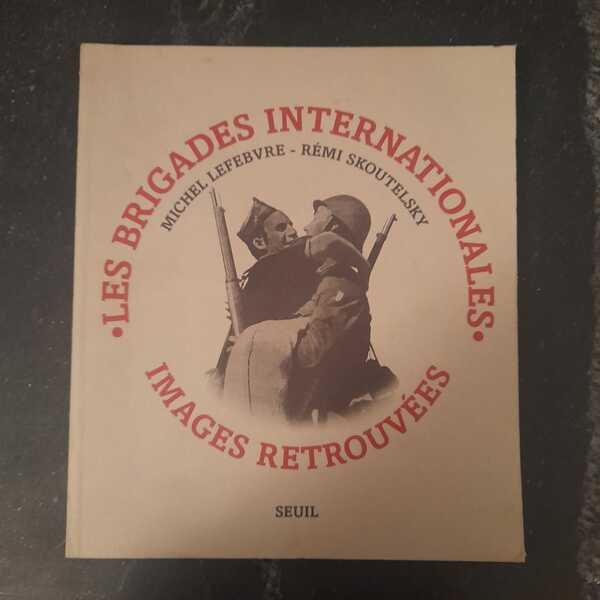 •LES BRIGADES INTERNATIONALES•
MICHEL LEFEBVRE - RÉMI SKOUTELSKY
IMAGES RETROUVÉES
SEUIL